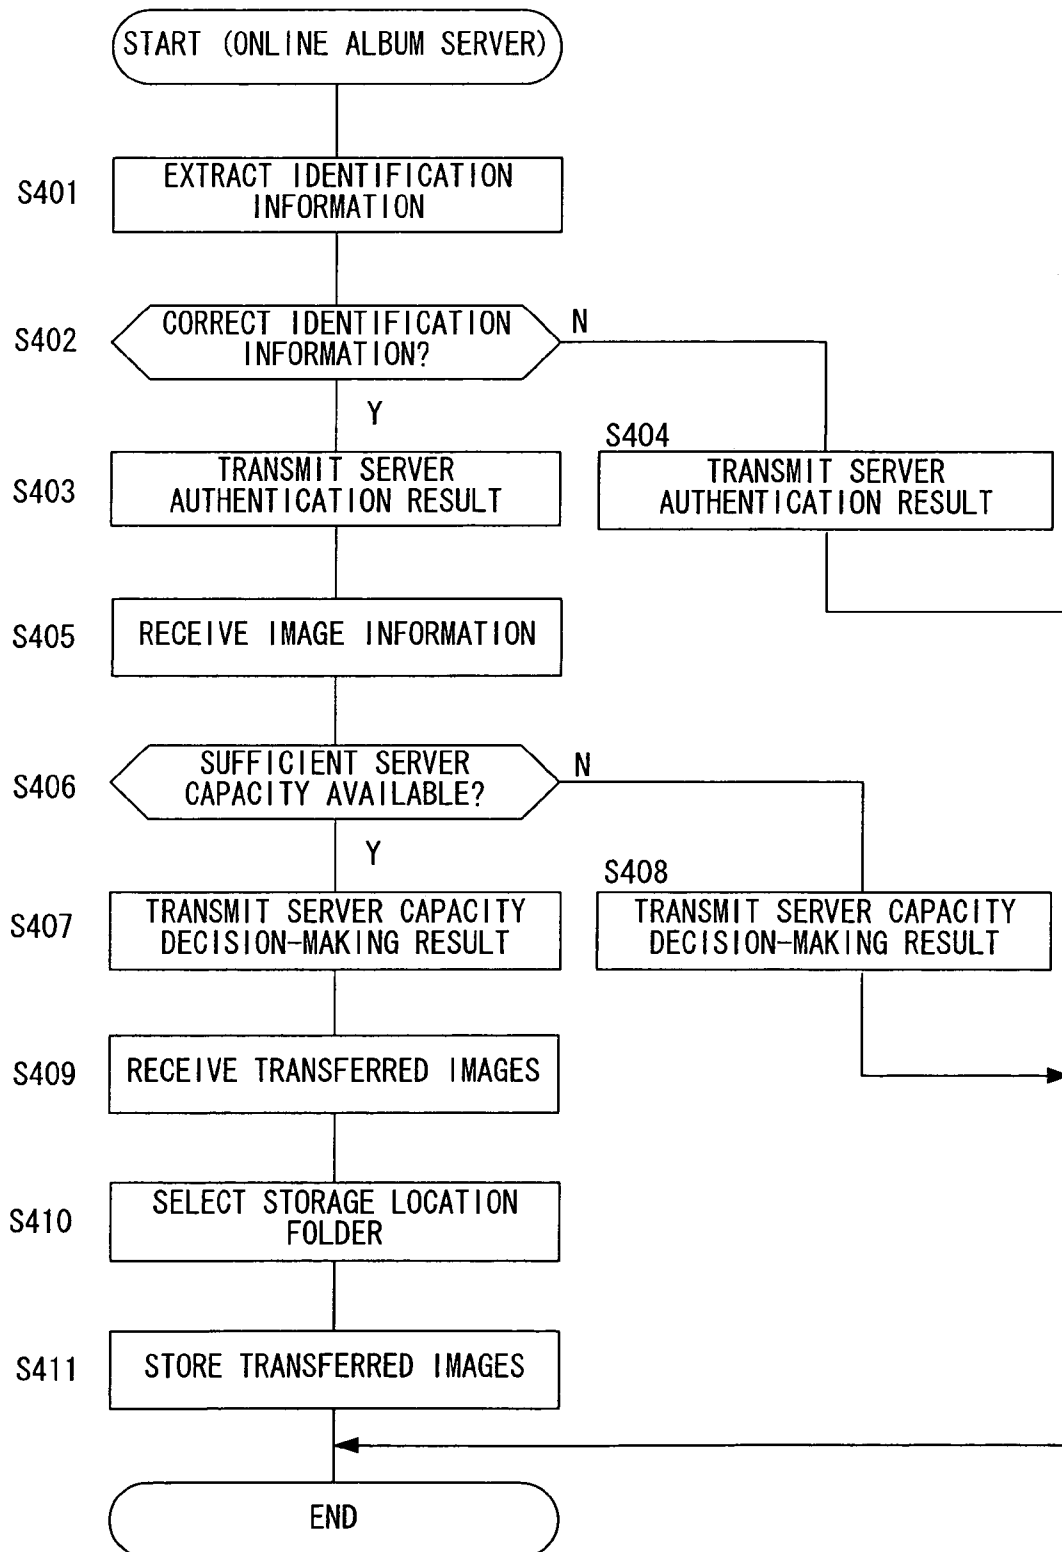 START (ONLINE ALBUM SERVER)
S401
EXTRACT IDENTIFICATION
INFORMATION
S402
CORRECT IDENTIFICATION
INFORMATION?
N
Y
S403
TRANSMIT SERVER
AUTHENTICATION RESULT
S404
TRANSMIT SERVER
AUTHENTICATION RESULT
S405
RECEIVE IMAGE INFORMATION
S406
SUFFICIENT SERVER
CAPACITY AVAILABLE?
N
Y
S407
TRANSMIT SERVER CAPACITY
DECISION-MAKING RESULT
S408
TRANSMIT SERVER CAPACITY
DECISION-MAKING RESULT
S409
RECEIVE TRANSFERRED IMAGES
S410
SELECT STORAGE LOCATION
FOLDER
S411
STORE TRANSFERRED IMAGES
END